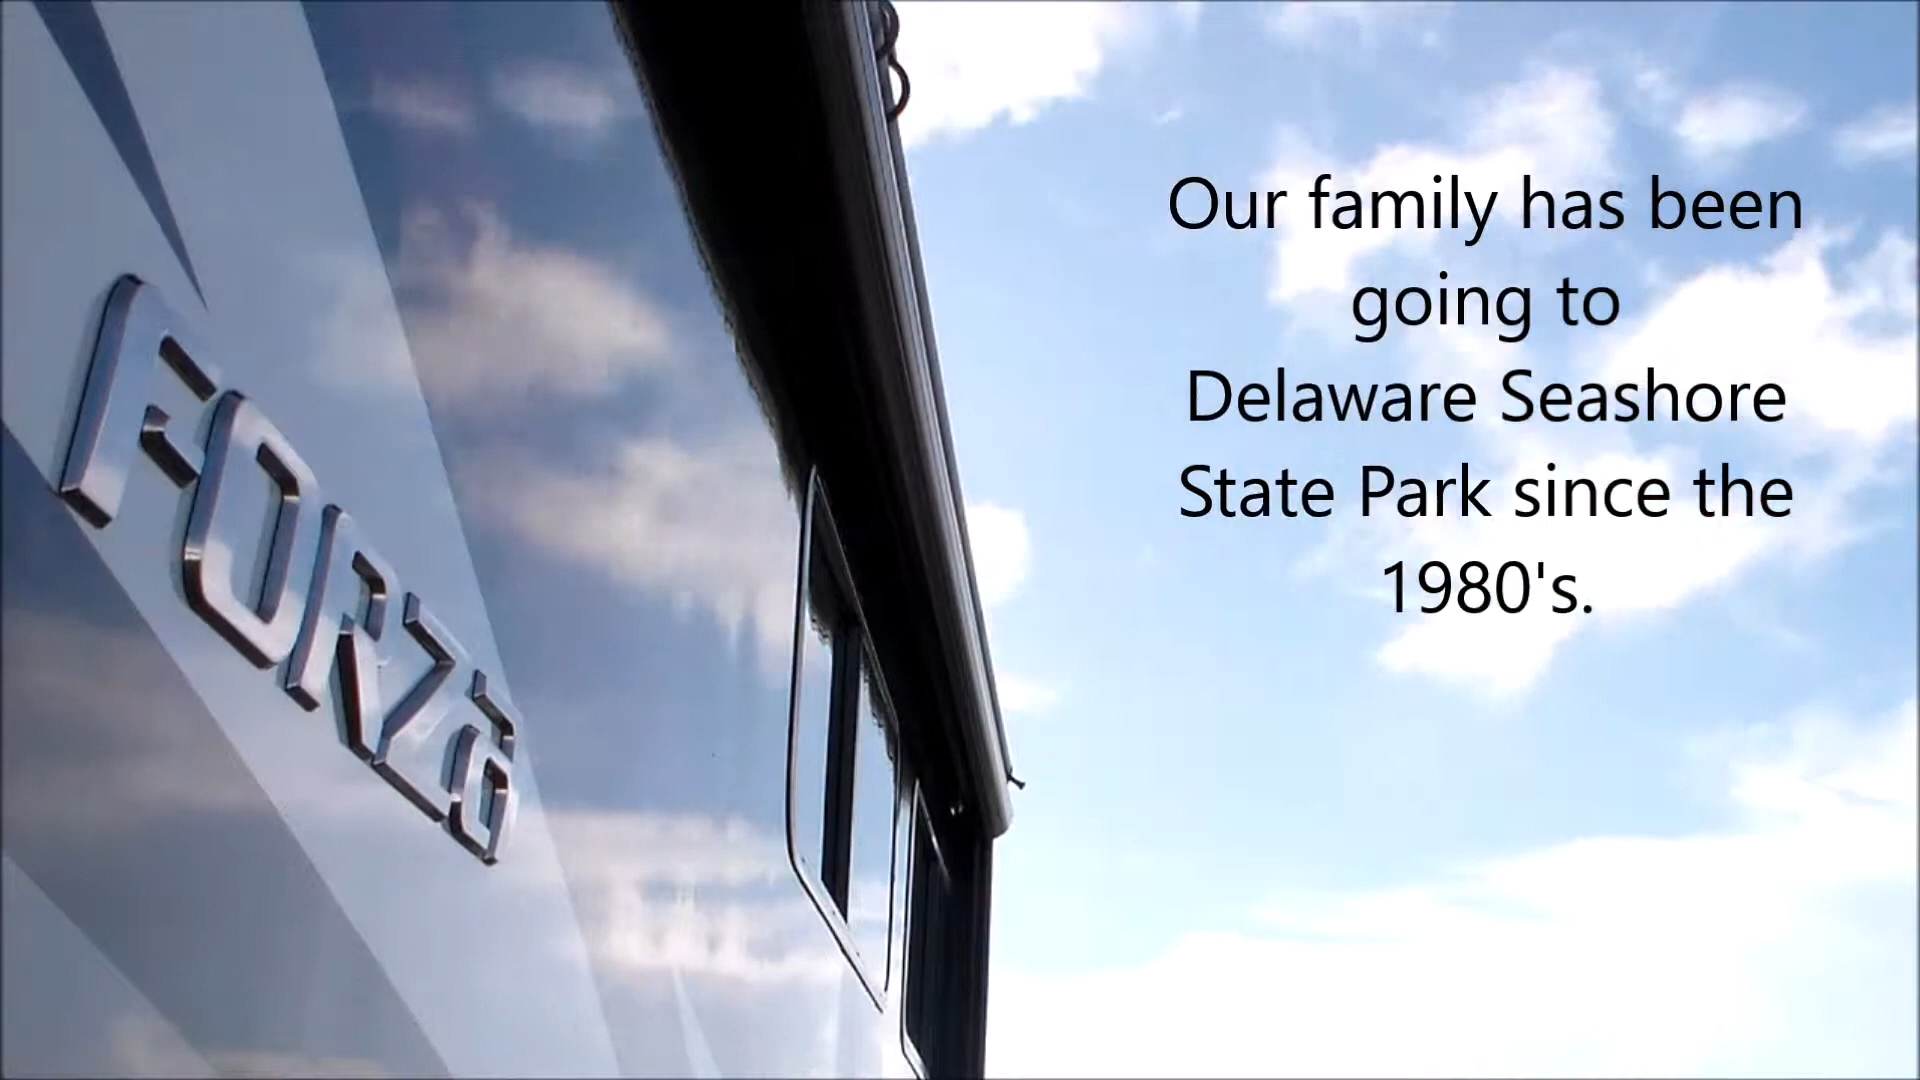 FORZa
Our family has been
going to
Delaware Seashore
State Park since the
1980's.